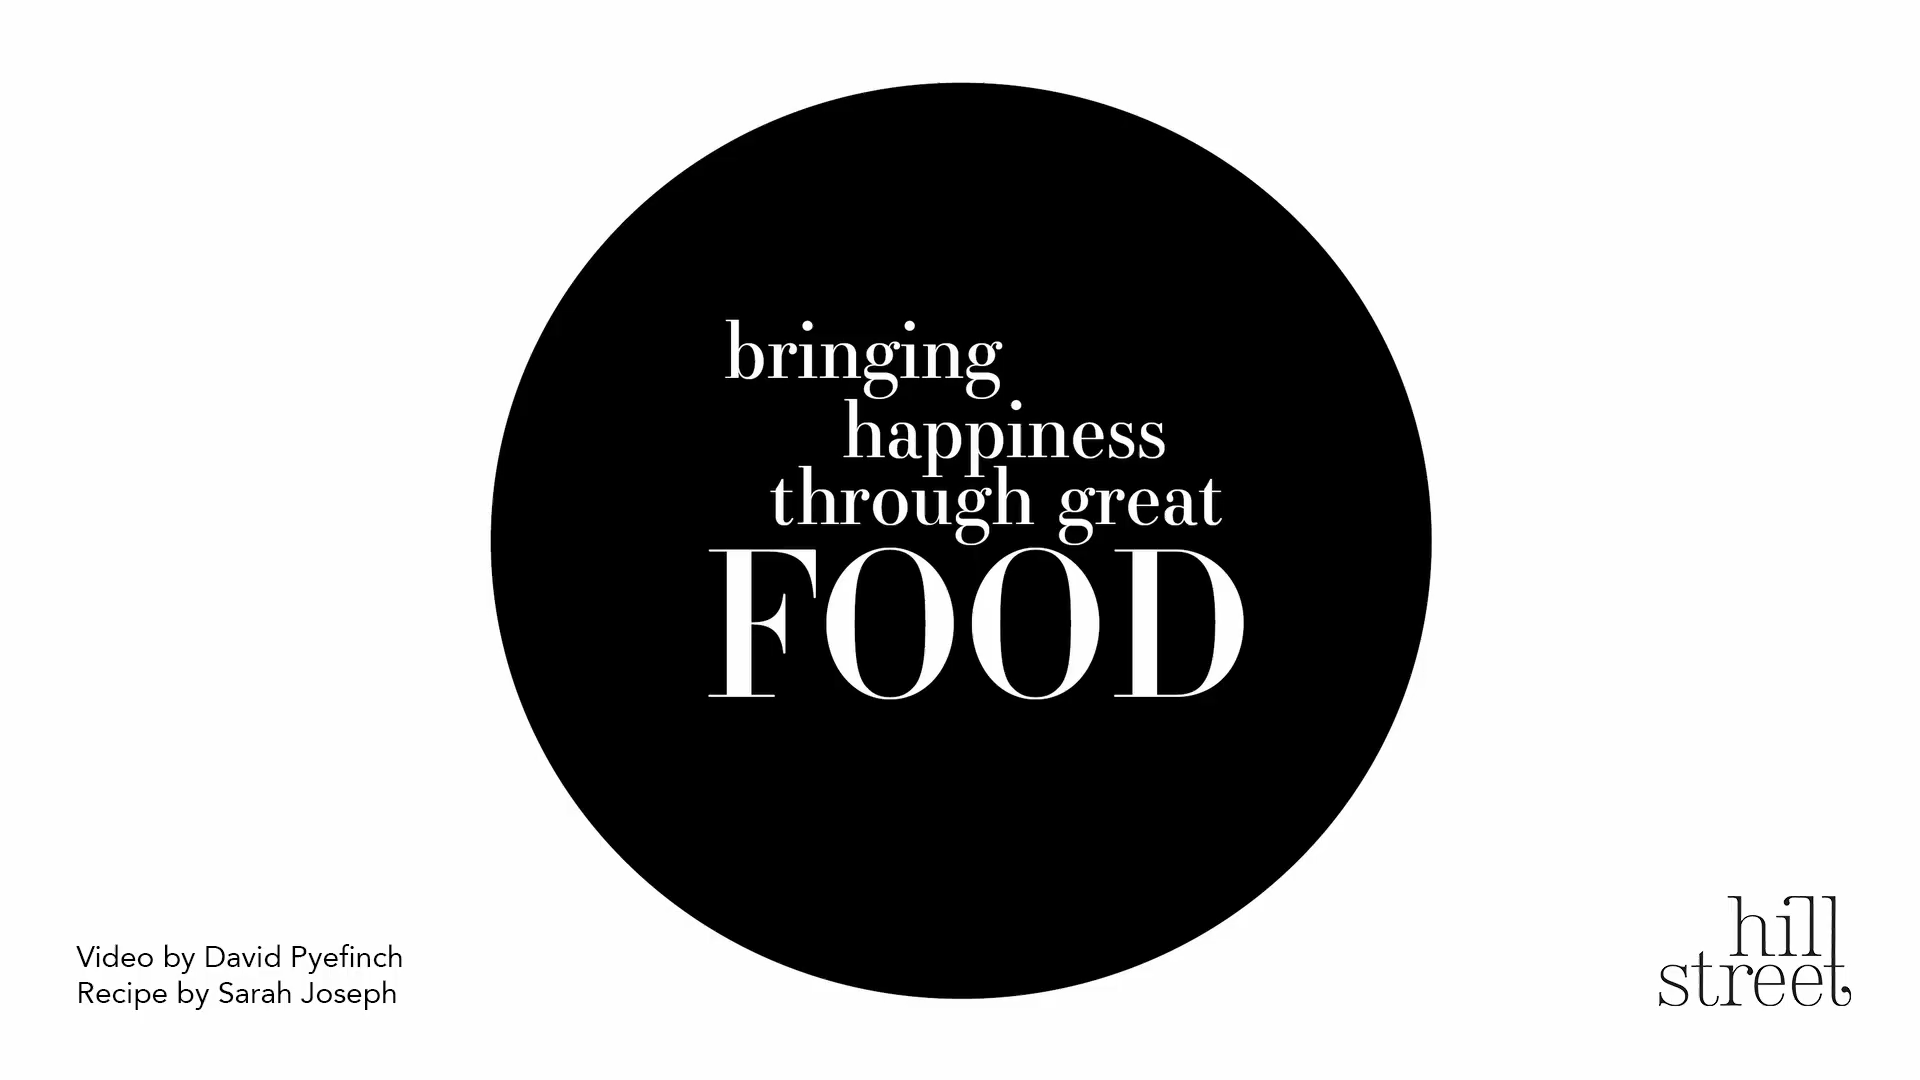 bringing
happiness
through great
FOOD
Video by David Pyefinch
Recipe by Sarah Joseph
hill
street